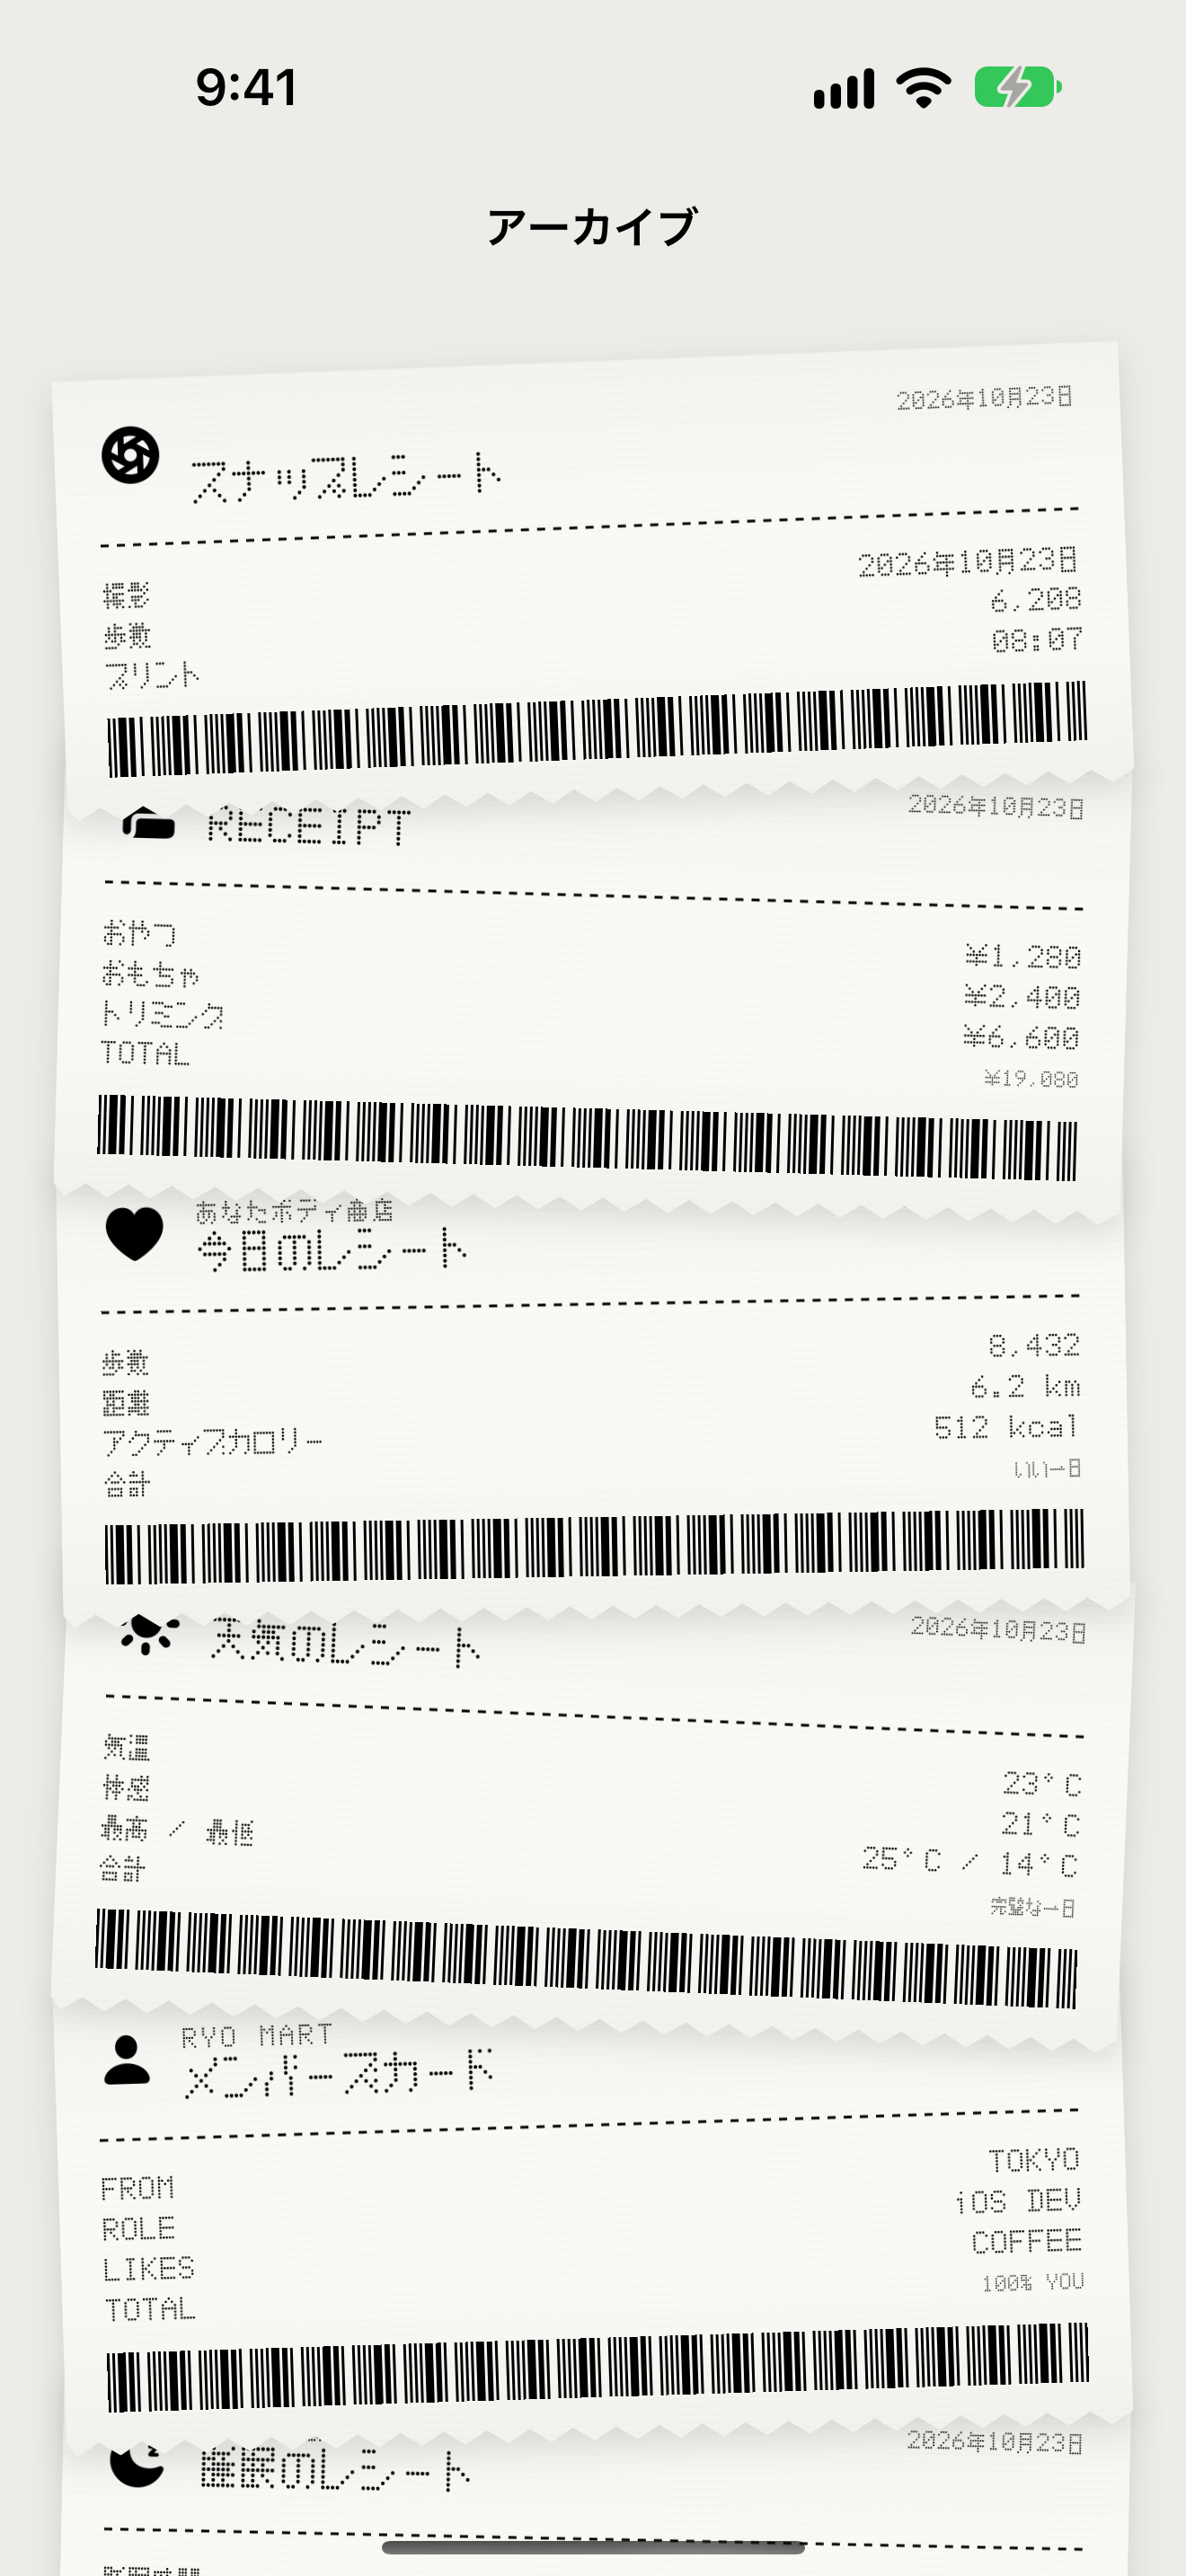 9:41
アーカイブ
2026年10月23日
スナップレシート
撮影 2026年10月23日
歩数 6,208
プリント 08:07
RECEIPT 2026年10月23日
おやつ ¥1,280
おもちゃ ¥2,400
トリミング ¥6,600
TOTAL ¥19,080
あなたボディ商店
今日のレシート
歩数 8,432
距離 6.2 km
アクティブカロリー 512 kcal
合計 いい一日
天気のレシート 2026年10月23日
気温 23°C
体感 21°C
最高 / 最低 25°C / 14°C
合計 完璧な一日
RYO MART
メンバーズカード
FROM TOKYO
ROLE iOS DEV
LIKES COFFEE
TOTAL 100% YOU
睡眠のレシート 2026年10月23日